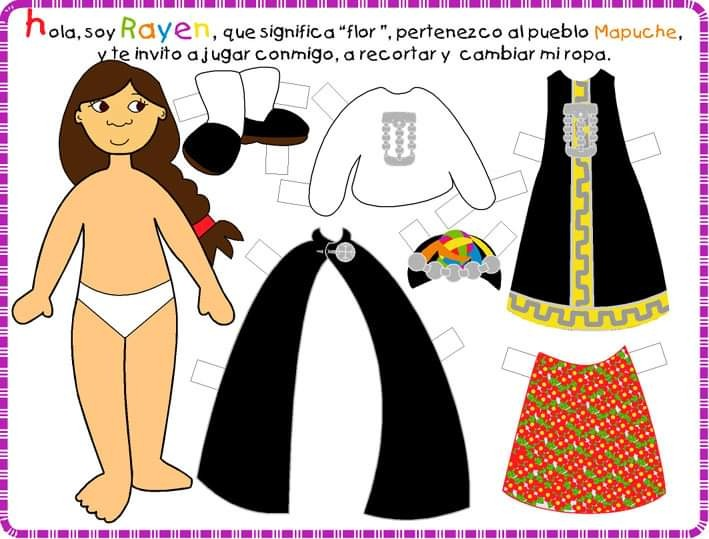 hola, soy Rayen, que significa "flor", pertenezco al pueblo Mapuche,
y te invito a jugar conmigo, a recortar y cambiar mi ropa.